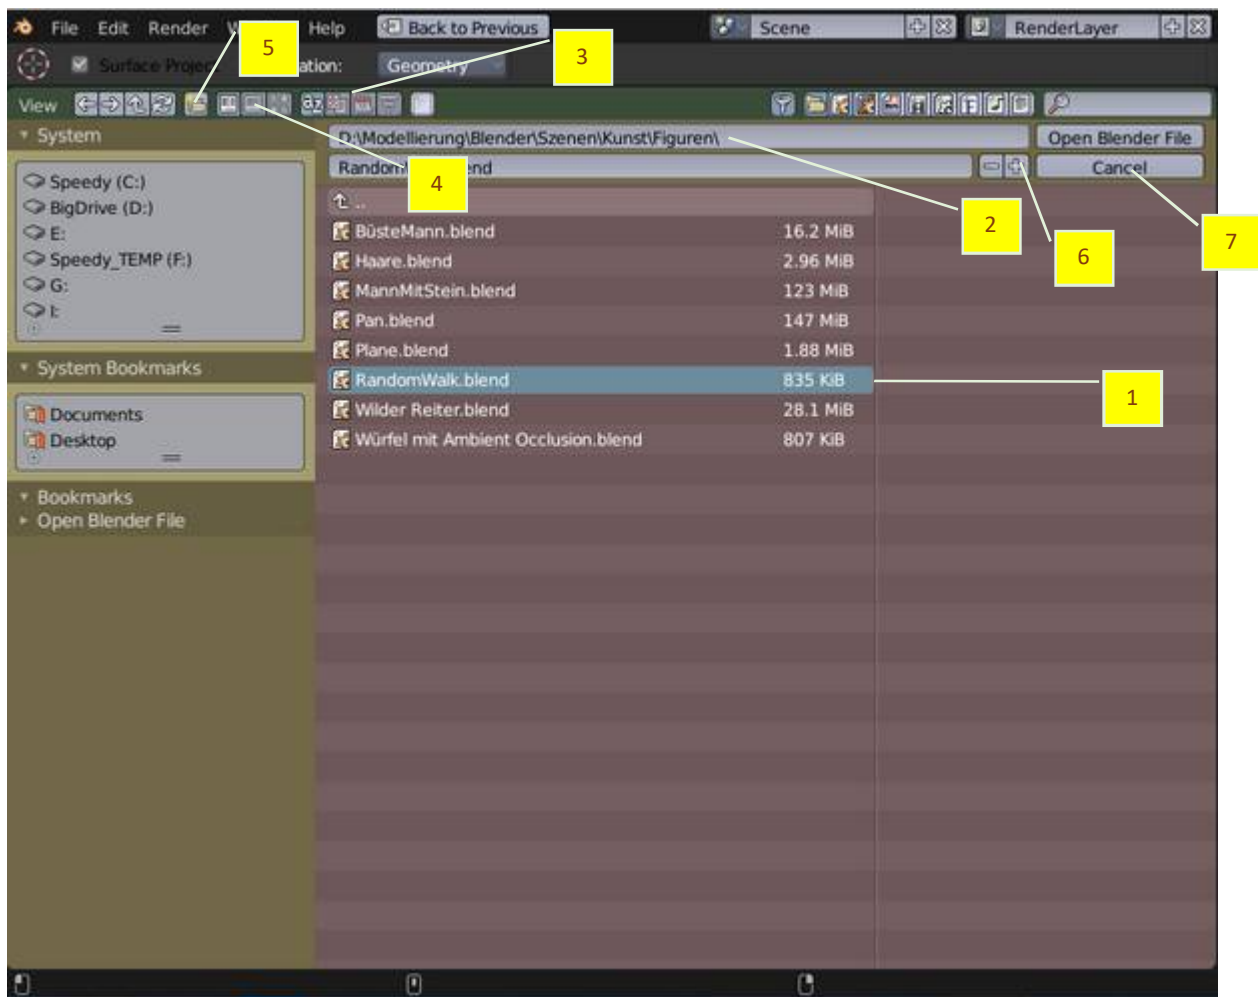 File Edit Render Help Back to Previous Scene RenderLayer
5
3
Surface Projec ation: Geometry
View
System
D:\Modellierung\Blender\Szenen\Kunst\Figuren\ Open Blender File
Random nd Cancel
4
Speedy (C:)
BigDrive (D:)
E:
Speedy_TEMP (F:)
G:
I:
..
BüsteMann.blend 16.2 MiB
2
7
Haare.blend 2.96 MiB
6
MannMitStein.blend 123 MiB
Pan.blend 147 MiB
Plane.blend 1.88 MiB
System Bookmarks
RandomWalk.blend 835 KiB
1
Documents
Wilder Reiter.blend 28.1 MiB
Desktop
Würfel mit Ambient Occlusion.blend 807 KiB
Bookmarks
Open Blender File